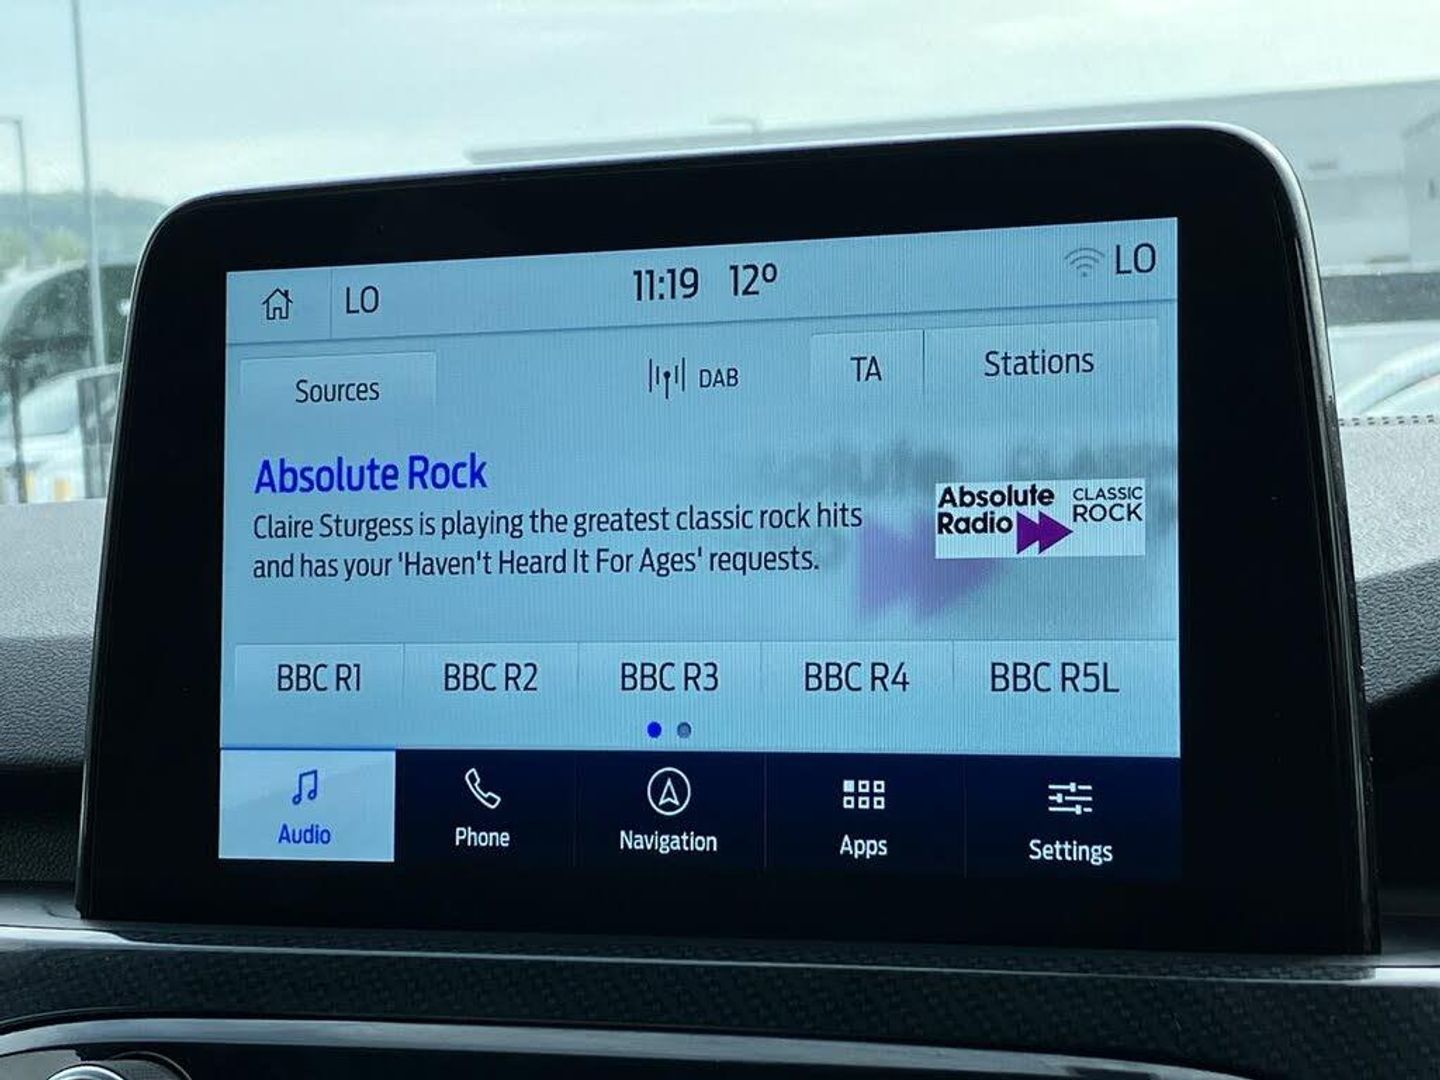 LO
11:19 12°
LO
Sources
DAB
TA
Stations
Absolute Rock
Claire Sturgess is playing the greatest classic rock hits
and has your 'Haven't Heard It For Ages' requests.
Absolute
Radio
CLASSIC
ROCK
BBC R1
BBC R2
BBC R3
BBC R4
BBC R5L
Audio
Phone
Navigation
Apps
Settings